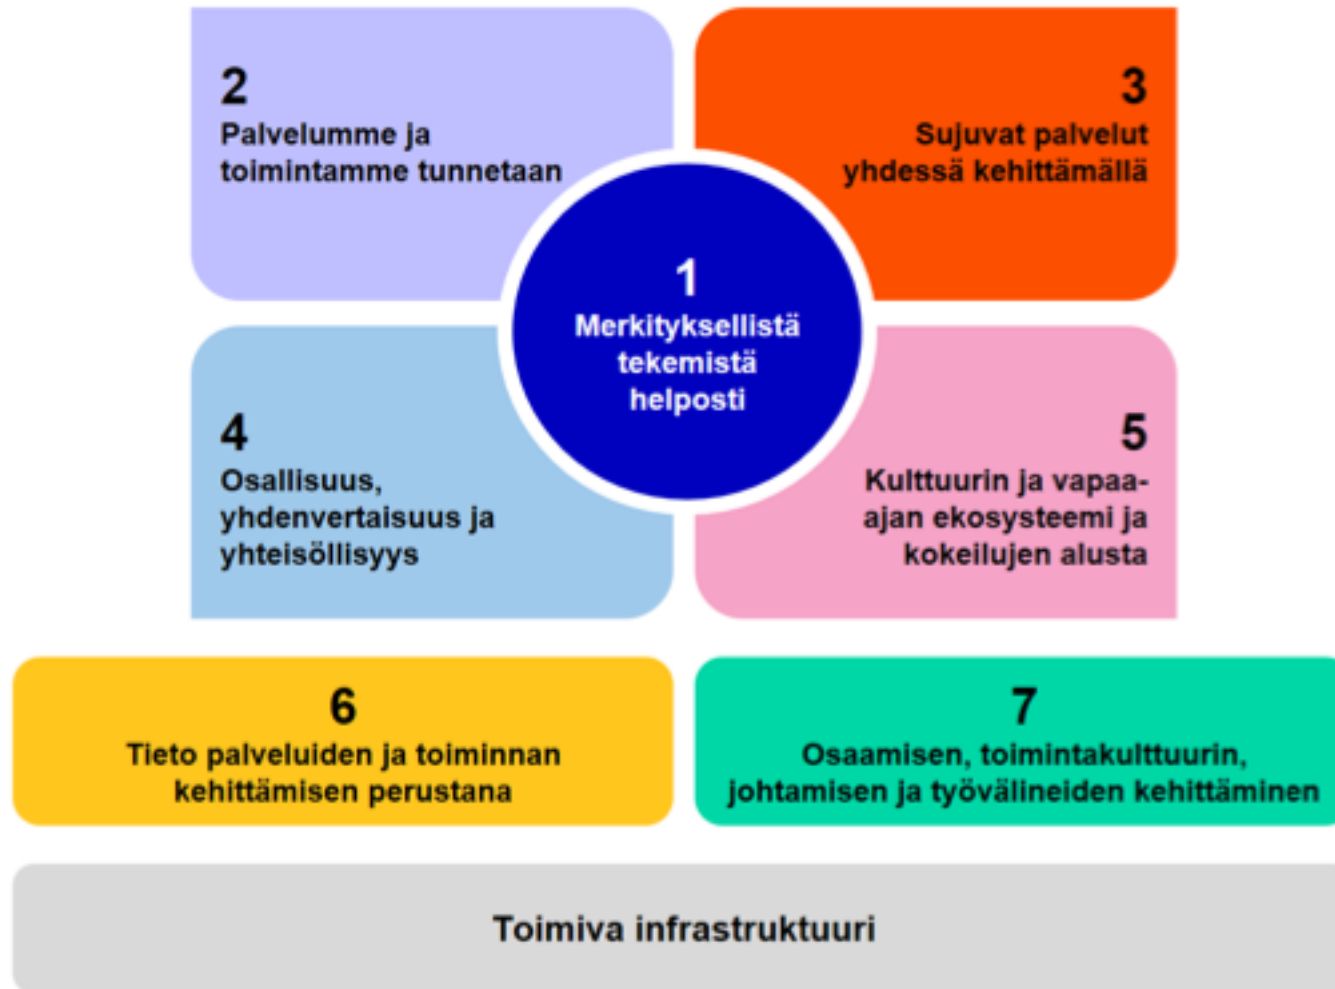 2
Palvelumme ja
toimintamme tunnetaan
3
Sujuvat palvelut
yhdessä kehittämällä
1
Merkityksellistä
tekemistä
helposti
4
Osallisuus,
yhdenvertaisuus ja
yhteisöllisyys
5
Kulttuurin ja vapaa-
ajan ekosysteemi ja
kokeilujen alusta
6
Tieto palveluiden ja toiminnan
kehittämisen perustana
7
Osaamisen, toimintakulttuurin,
johtamisen ja työvälineiden kehittäminen
Toimiva infrastruktuuri